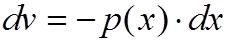 dv = −p(x)·dx